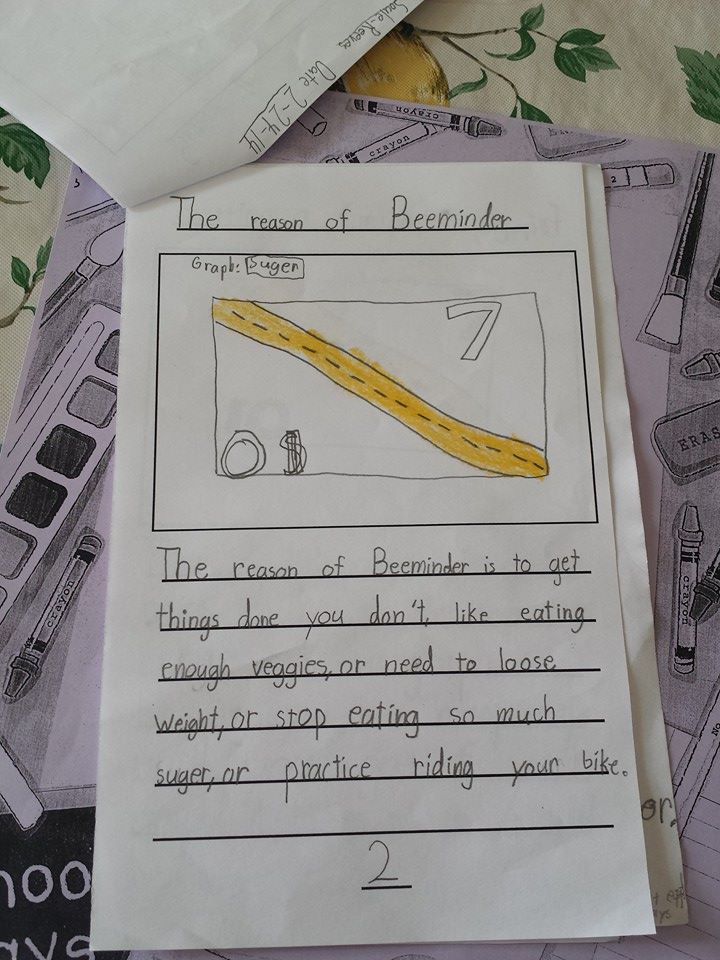 Soule-Reeves
Date 2-24-14
crayon
crayon
The reason of Beeminder
Graph: Suger
7
0 $
The reason of Beeminder is to get
things done you don't, like eating
enough veggies, or need to loose
weight, or stop eating so much
suger, or practice riding your bike.
2
ERAS
crayon
crayon
or.
hoo
ays